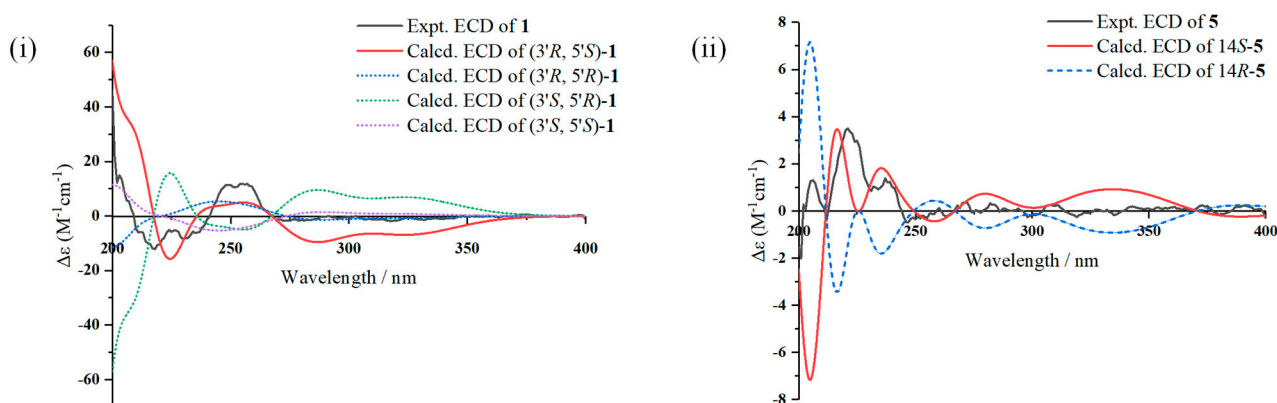 (i)
Expt. ECD of 1
Calcd. ECD of (3'R, 5'S)-1
Calcd. ECD of (3'R, 5'R)-1
Calcd. ECD of (3'S, 5'R)-1
Calcd. ECD of (3'S, 5'S)-1
60
40
20
0
-20
-40
-60
Δε (M⁻¹cm⁻¹)
200 250 300 350 400
Wavelength / nm
(ii)
Expt. ECD of 5
Calcd. ECD of 14S-5
Calcd. ECD of 14R-5
8
6
4
2
0
-2
-4
-6
-8
Δε (M⁻¹cm⁻¹)
200 250 300 350 400
Wavelength / nm